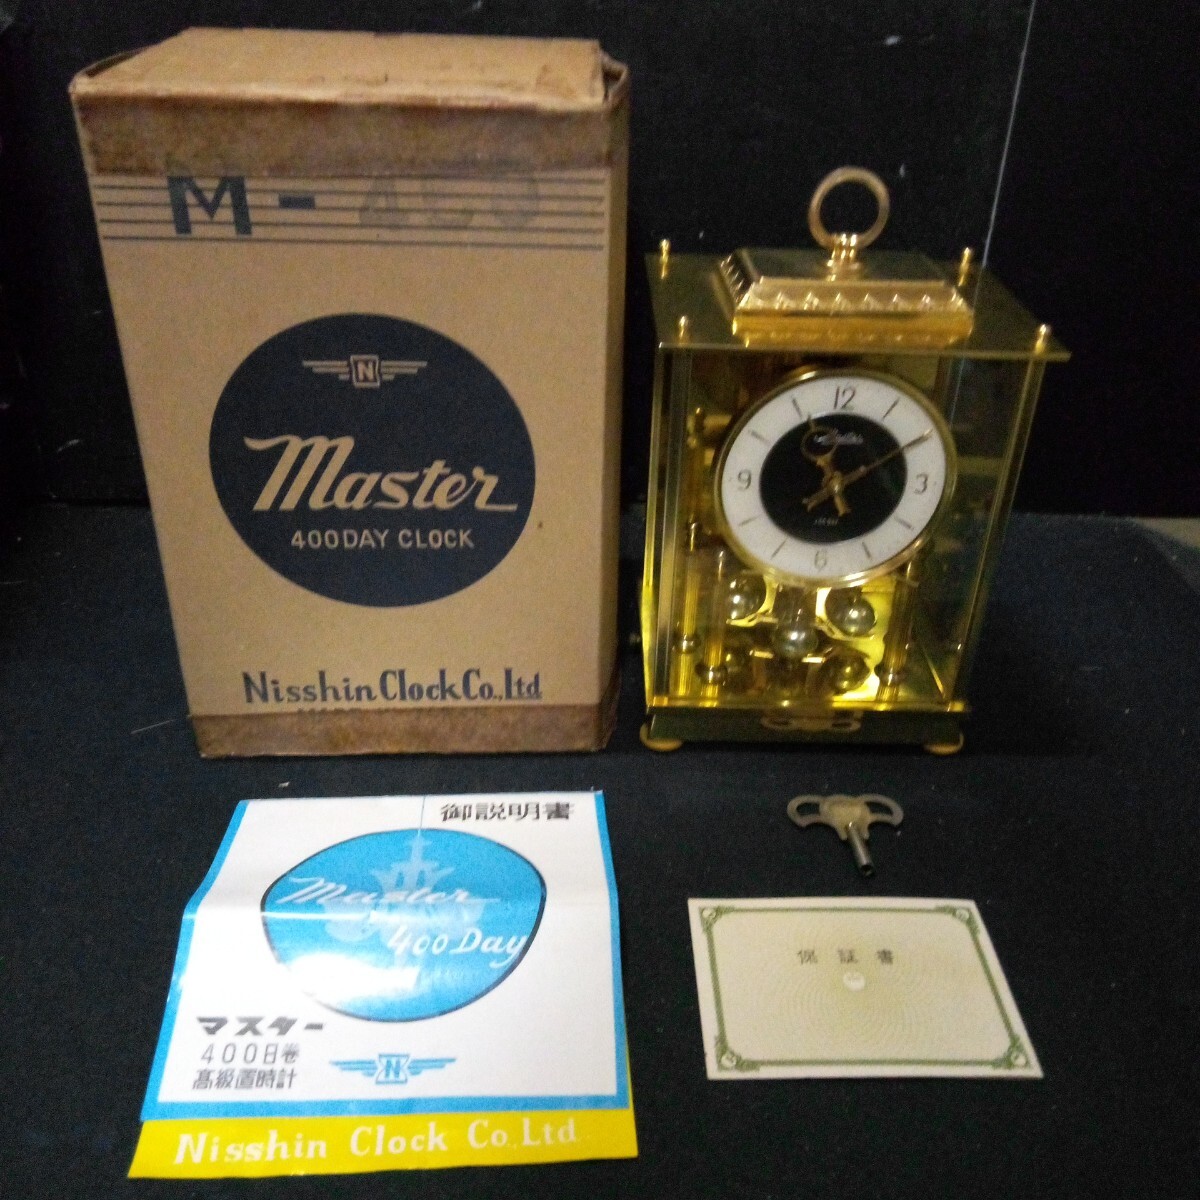 M-
N
Master
400DAY CLOCK
Nisshin Clock Co., Ltd
12
9
3
6
御説明書
Master
400 Day
マスター
400日巻
高級置時計
N
Nisshin Clock Co., Ltd.
保証書